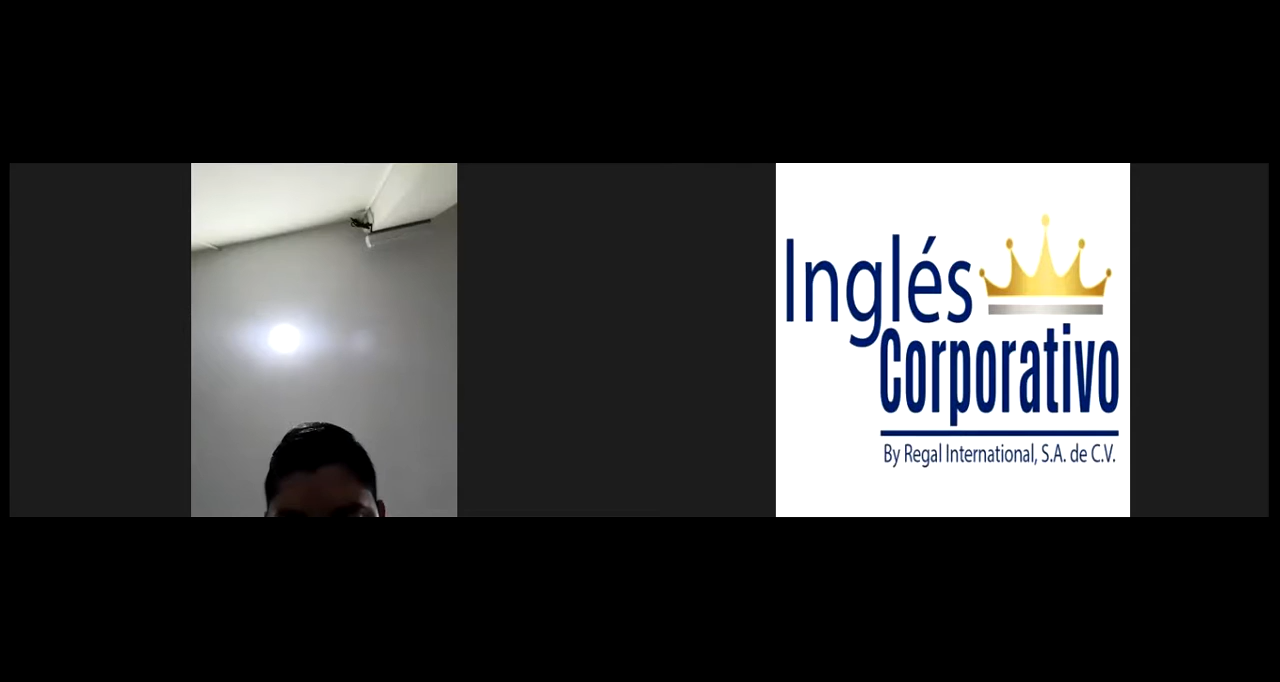 Inglés
Corporativo
By Regal International, S.A. de C.V.